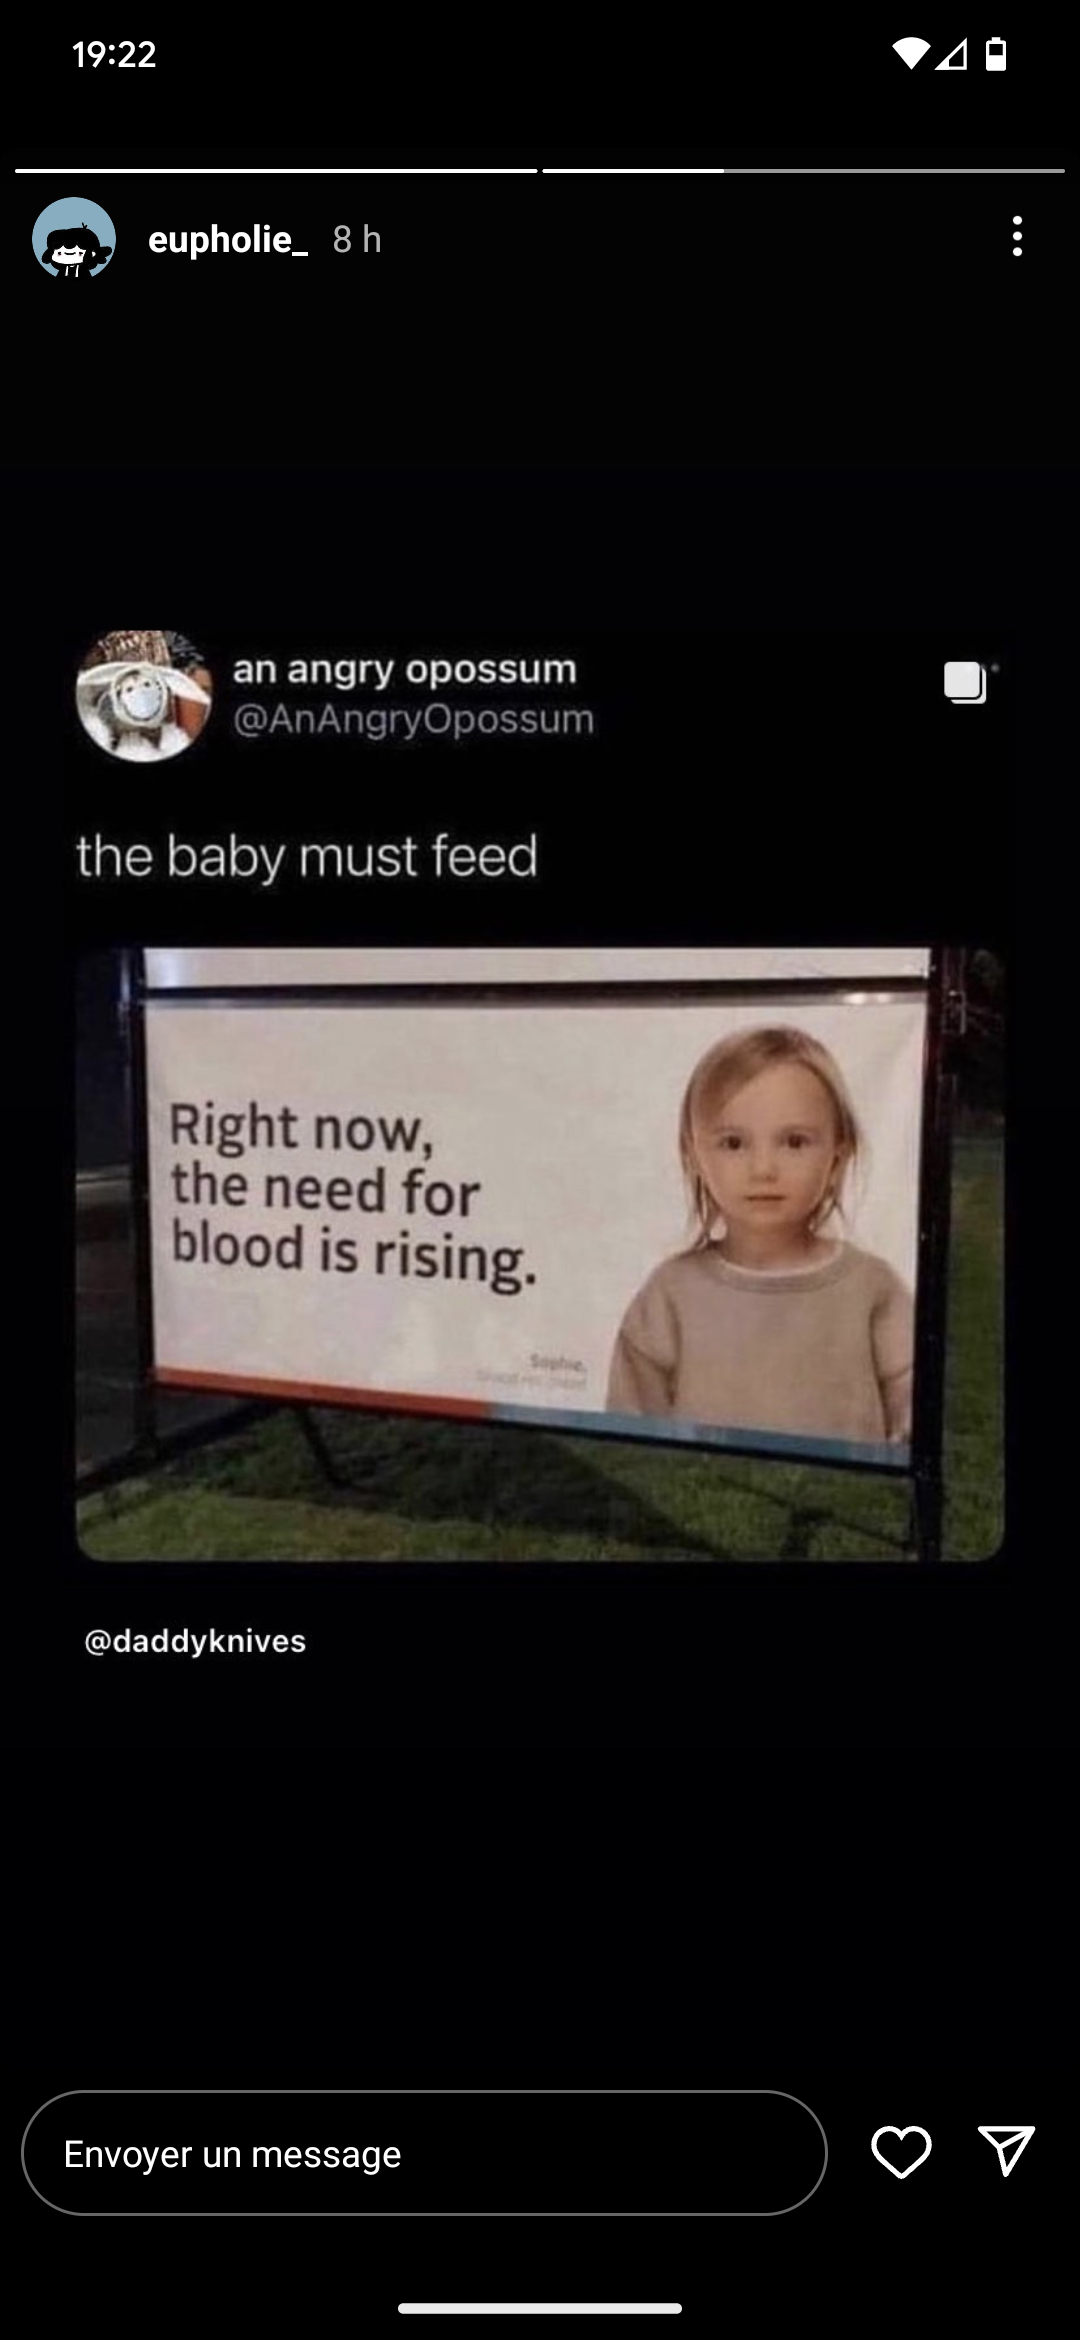 19:22
eupholie_ 8 h
an angry opossum
@AnAngryOpossum
the baby must feed
Right now,
the need for
blood is rising.
Sophie,
@daddyknives
Envoyer un message